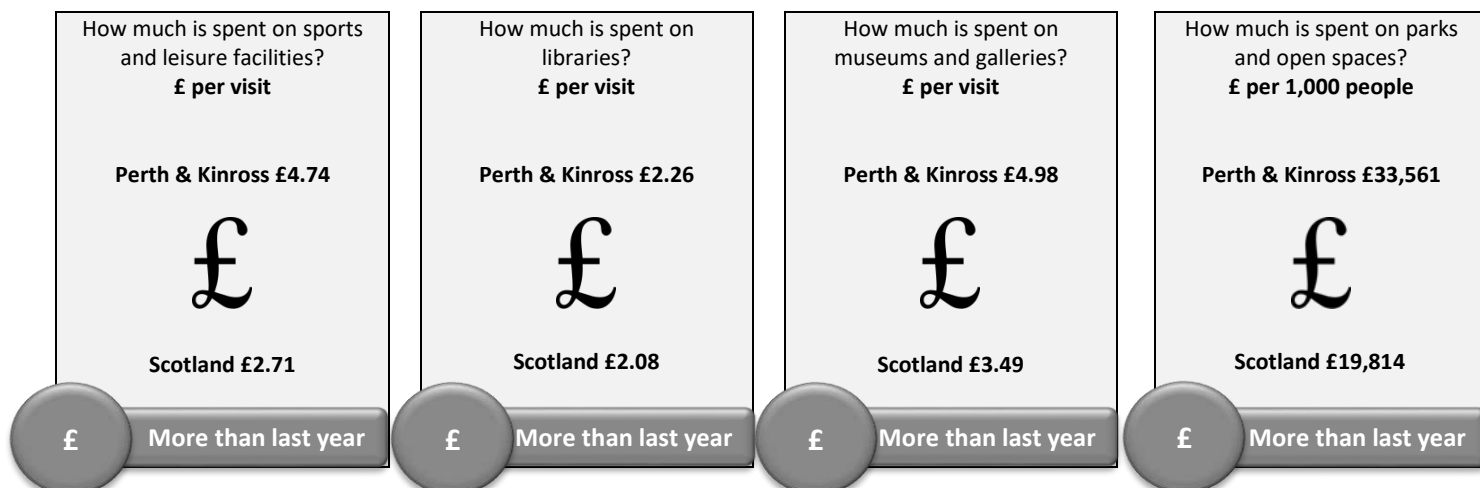 How much is spent on sports
and leisure facilities?
£ per visit
Perth & Kinross £4.74
£
Scotland £2.71
£
More than last year
How much is spent on
libraries?
£ per visit
Perth & Kinross £2.26
£
Scotland £2.08
£
More than last year
How much is spent on
museums and galleries?
£ per visit
Perth & Kinross £4.98
£
Scotland £3.49
£
More than last year
How much is spent on parks
and open spaces?
£ per 1,000 people
Perth & Kinross £33,561
£
Scotland £19,814
£
More than last year